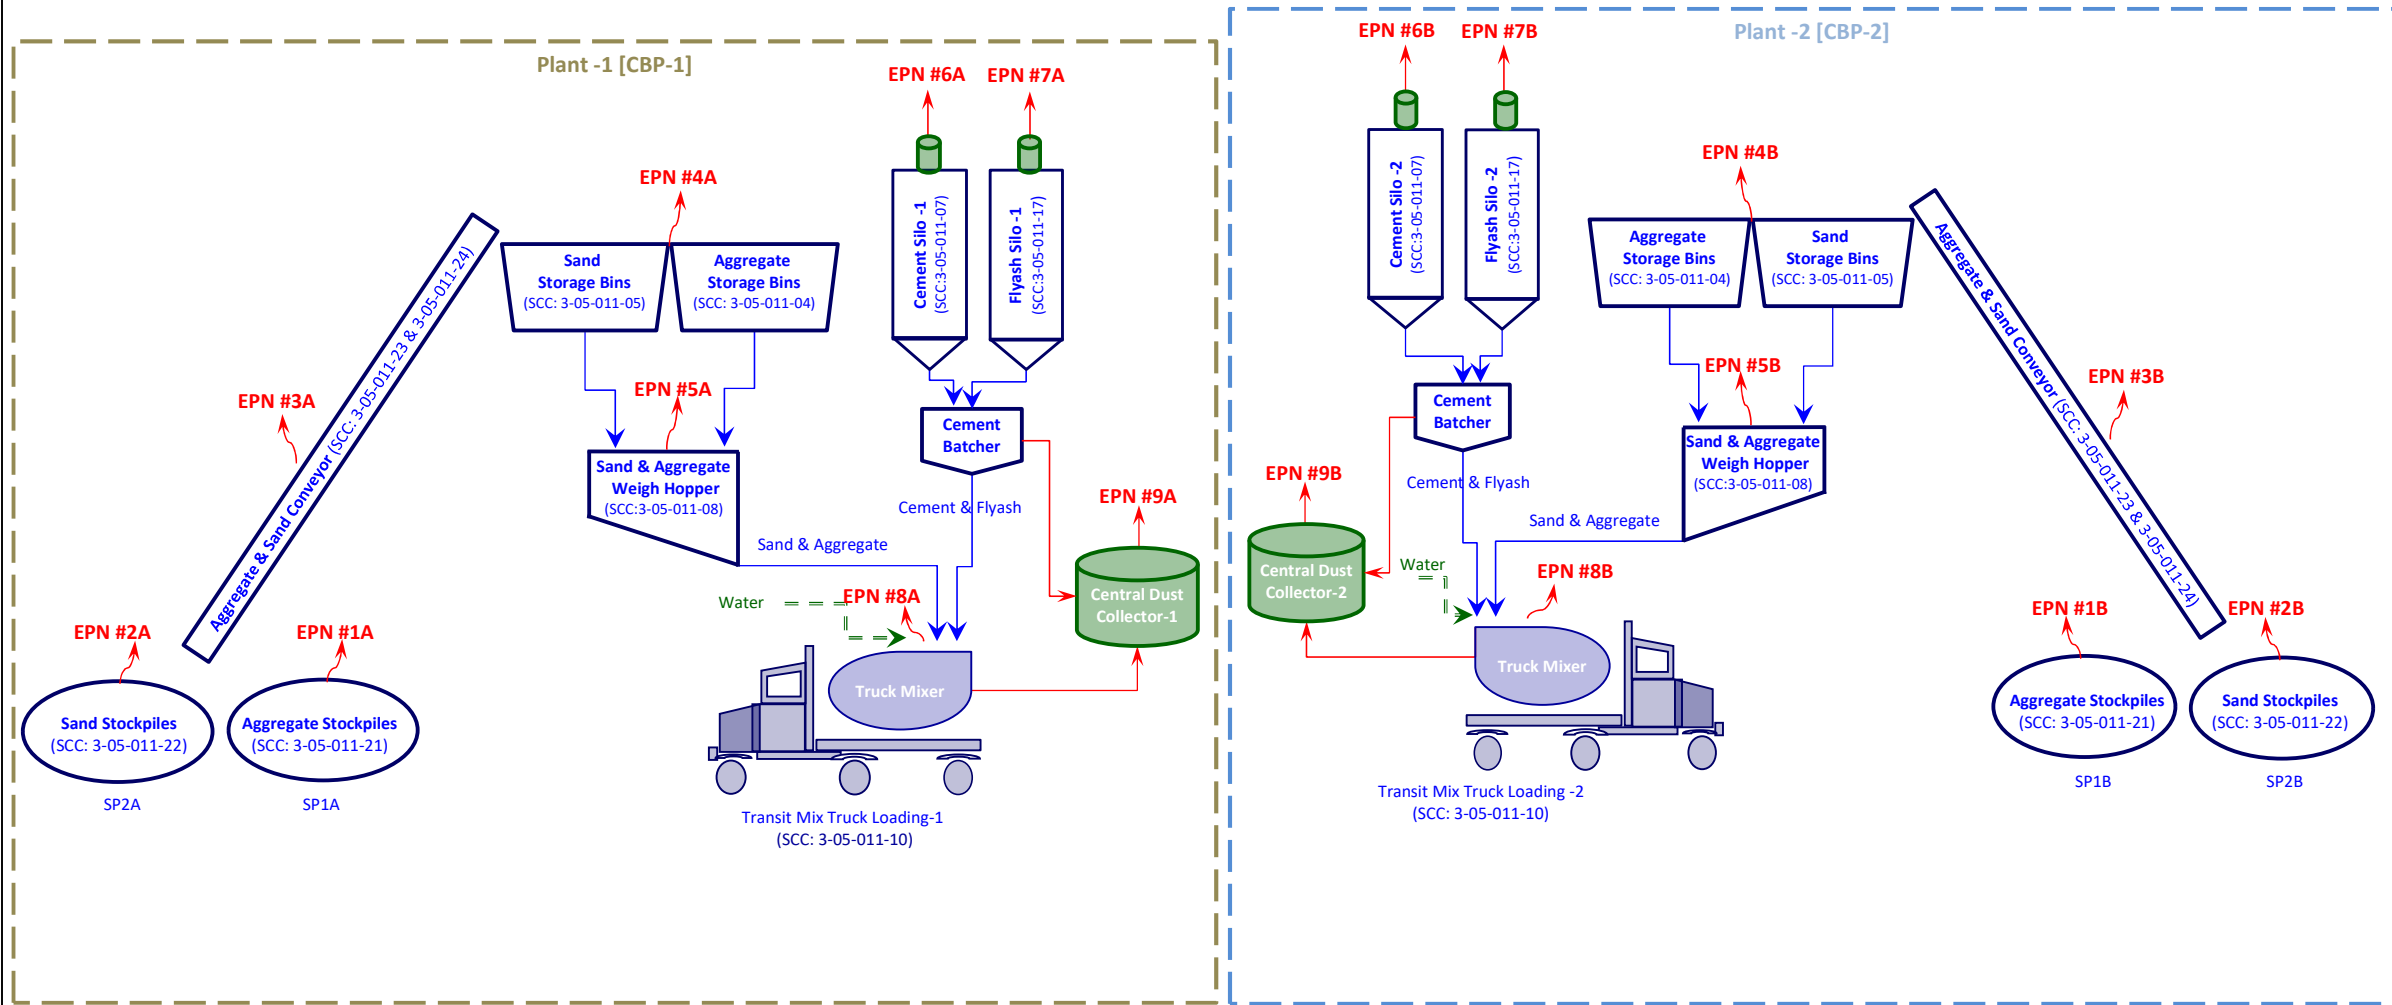 Plant -1 [CBP-1]
EPN #6A
EPN #7A
EPN #4A
Cement Silo -1
(SCC:3-05-011-07)
Flyash Silo -1
(SCC:3-05-011-17)
Sand
Storage Bins
(SCC: 3-05-011-05)
Aggregate
Storage Bins
(SCC: 3-05-011-04)
EPN #3A
Aggregate & Sand Conveyor (SCC: 3-05-011-23 & 3-05-011-24)
EPN #5A
Sand & Aggregate
Weigh Hopper
(SCC:3-05-011-08)
Cement
Batcher
Cement & Flyash
Sand & Aggregate
EPN #9A
Central Dust
Collector-1
Water
EPN #8A
EPN #2A
EPN #1A
Sand Stockpiles
(SCC: 3-05-011-22)
SP2A
Aggregate Stockpiles
(SCC: 3-05-011-21)
SP1A
Truck Mixer
Transit Mix Truck Loading-1
(SCC: 3-05-011-10)
Plant -2 [CBP-2]
EPN #6B
EPN #7B
EPN #4B
Cement Silo -2
(SCC:3-05-011-07)
Flyash Silo -2
(SCC:3-05-011-17)
Aggregate
Storage Bins
(SCC: 3-05-011-04)
Sand
Storage Bins
(SCC: 3-05-011-05)
Aggregate & Sand Conveyor (SCC: 3-05-011-23 & 3-05-011-24)
EPN #3B
EPN #5B
Sand & Aggregate
Weigh Hopper
(SCC:3-05-011-08)
Cement
Batcher
Cement & Flyash
Sand & Aggregate
EPN #9B
Central Dust
Collector-2
Water
EPN #8B
Truck Mixer
Transit Mix Truck Loading -2
(SCC: 3-05-011-10)
EPN #1B
EPN #2B
Aggregate Stockpiles
(SCC: 3-05-011-21)
SP1B
Sand Stockpiles
(SCC: 3-05-011-22)
SP2B